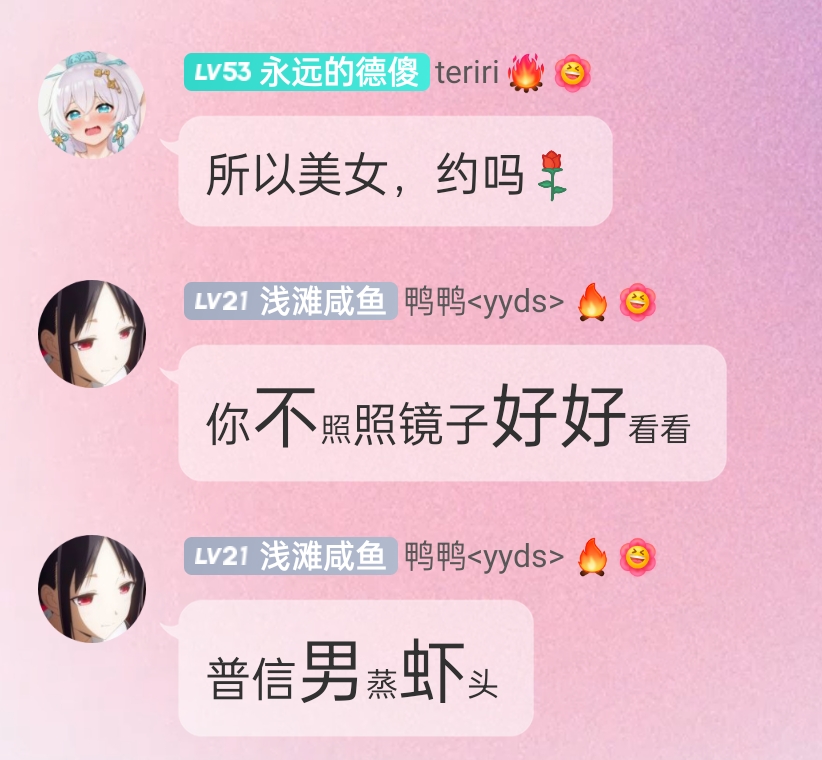 LV53 永远的德傻 teriri🔥
所以美女，约吗🌹
LV21 浅滩咸鱼 鸭鸭<yyds> 🔥
你不照照镜子好好看看
LV21 浅滩咸鱼 鸭鸭<yyds> 🔥
普信男蒸虾头